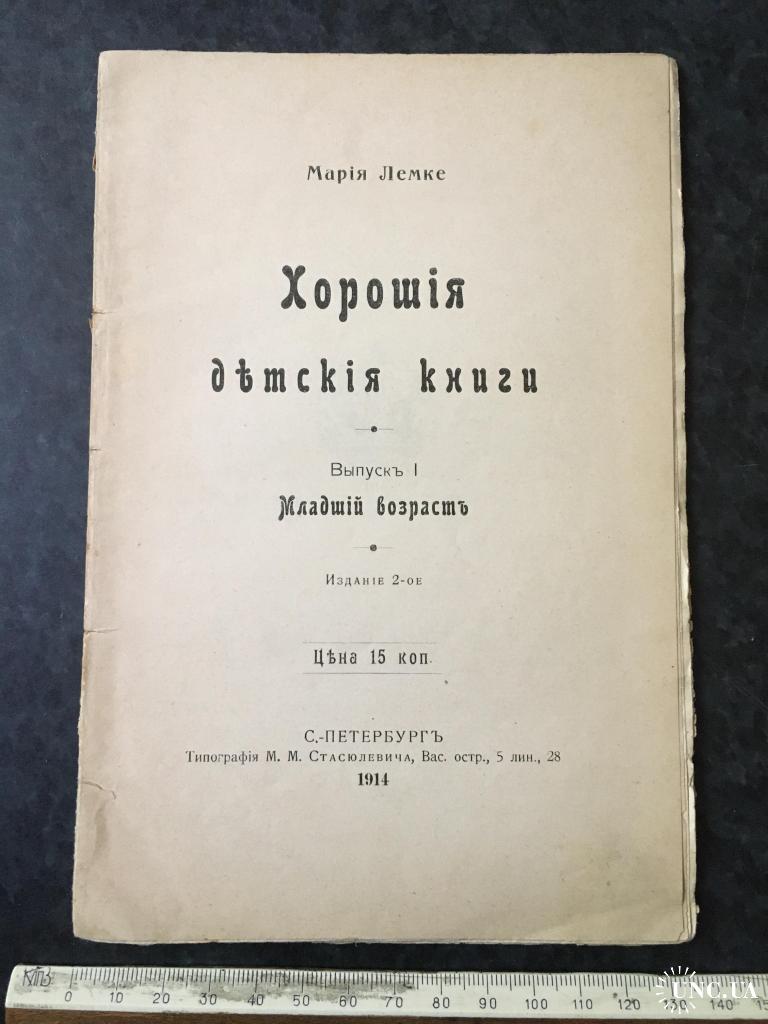 Марія Лемке
Хорошія
дѣтскія книги
Выпускъ I
Младшій возрастъ
Изданіе 2-ое
Цѣна 15 коп.
С.-ПЕТЕРБУРГЪ
Типографія М. М. Стасюлевича, Вас. остр., 5 лин., 28
1914
0 10 20 30 40 50 60 70 80 90 100 110 120 130 140
UNC.UA